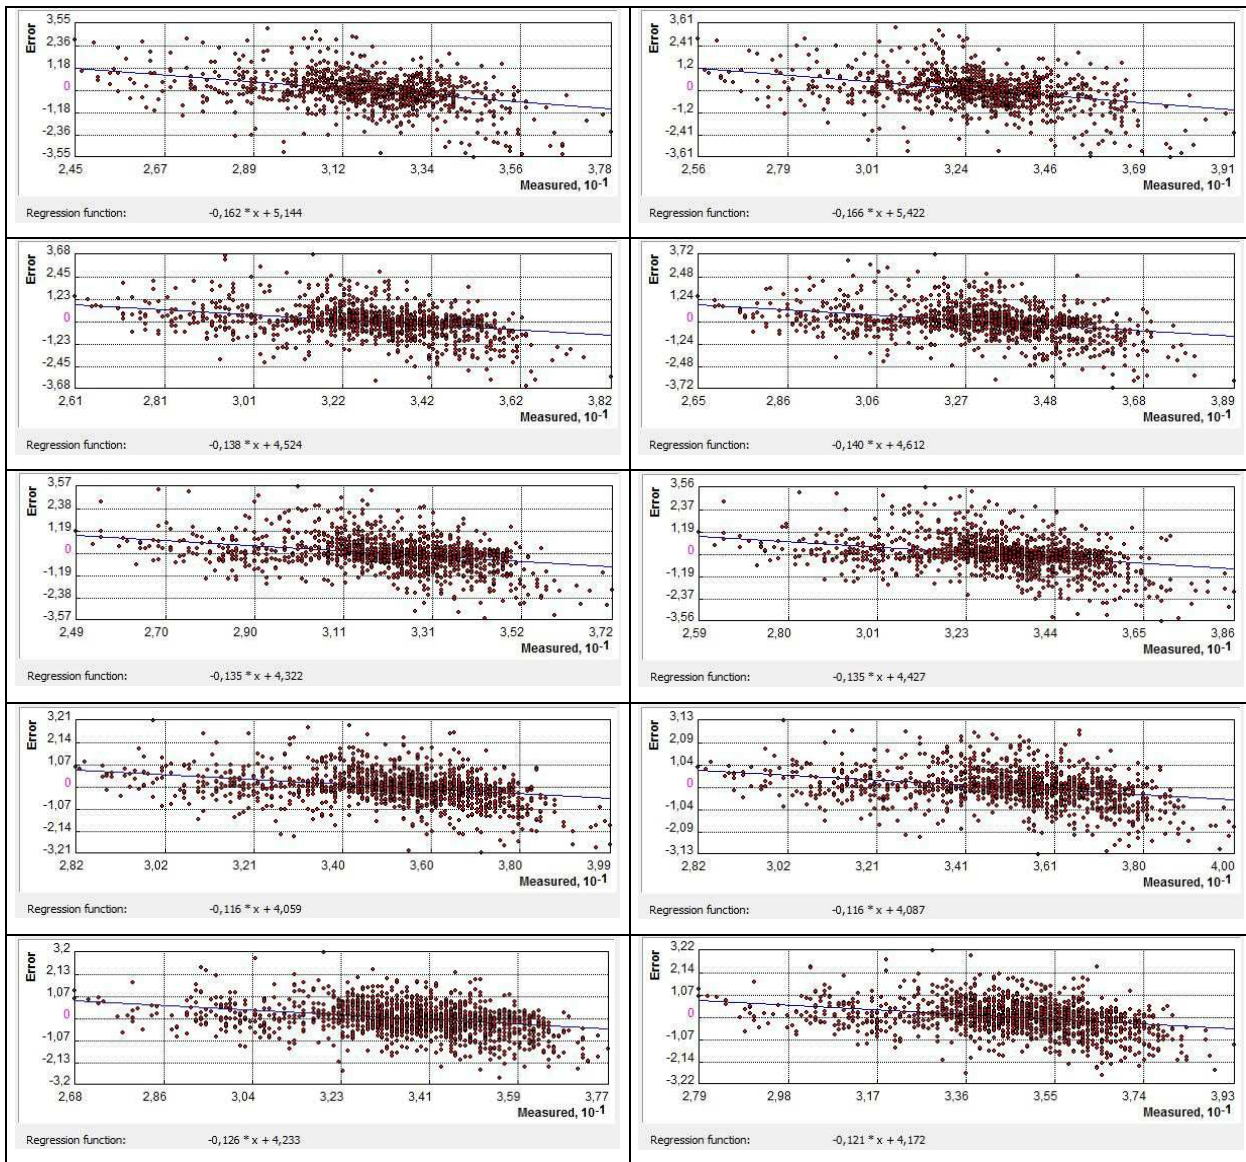 Error
3,55
2,36
1,18
0
-1,18
-2,36
-3,55
2,45 2,67 2,89 3,12 3,34 3,56 3,78
Measured, 10-1
Regression function: -0,162 * x + 5,144
Error
3,61
2,41
1,2
0
-1,2
-2,41
-3,61
2,56 2,79 3,01 3,24 3,46 3,69 3,91
Measured, 10-1
Regression function: -0,166 * x + 5,422
Error
3,68
2,45
1,23
0
-1,23
-2,45
-3,68
2,61 2,81 3,01 3,22 3,42 3,62 3,82
Measured, 10-1
Regression function: -0,138 * x + 4,524
Error
3,72
2,48
1,24
0
-1,24
-2,48
-3,72
2,65 2,86 3,06 3,27 3,48 3,68 3,89
Measured, 10-1
Regression function: -0,140 * x + 4,612
Error
3,57
2,38
1,19
0
-1,19
-2,38
-3,57
2,49 2,70 2,90 3,11 3,31 3,52 3,72
Measured, 10-1
Regression function: -0,135 * x + 4,322
Error
3,56
2,37
1,19
0
-1,19
-2,37
-3,56
2,59 2,80 3,01 3,23 3,44 3,65 3,86
Measured, 10-1
Regression function: -0,135 * x + 4,427
Error
3,21
2,14
1,07
0
-1,07
-2,14
-3,21
2,82 3,02 3,21 3,40 3,60 3,80 3,99
Measured, 10-1
Regression function: -0,116 * x + 4,059
Error
3,13
2,09
1,04
0
-1,04
-2,09
-3,13
2,82 3,02 3,21 3,41 3,61 3,80 4,00
Measured, 10-1
Regression function: -0,116 * x + 4,087
Error
3,2
2,13
1,07
0
-1,07
-2,13
-3,2
2,68 2,86 3,04 3,23 3,41 3,59 3,77
Measured, 10-1
Regression function: -0,126 * x + 4,233
Error
3,22
2,14
1,07
0
-1,07
-2,14
-3,22
2,79 2,98 3,17 3,36 3,55 3,74 3,93
Measured, 10-1
Regression function: -0,121 * x + 4,172